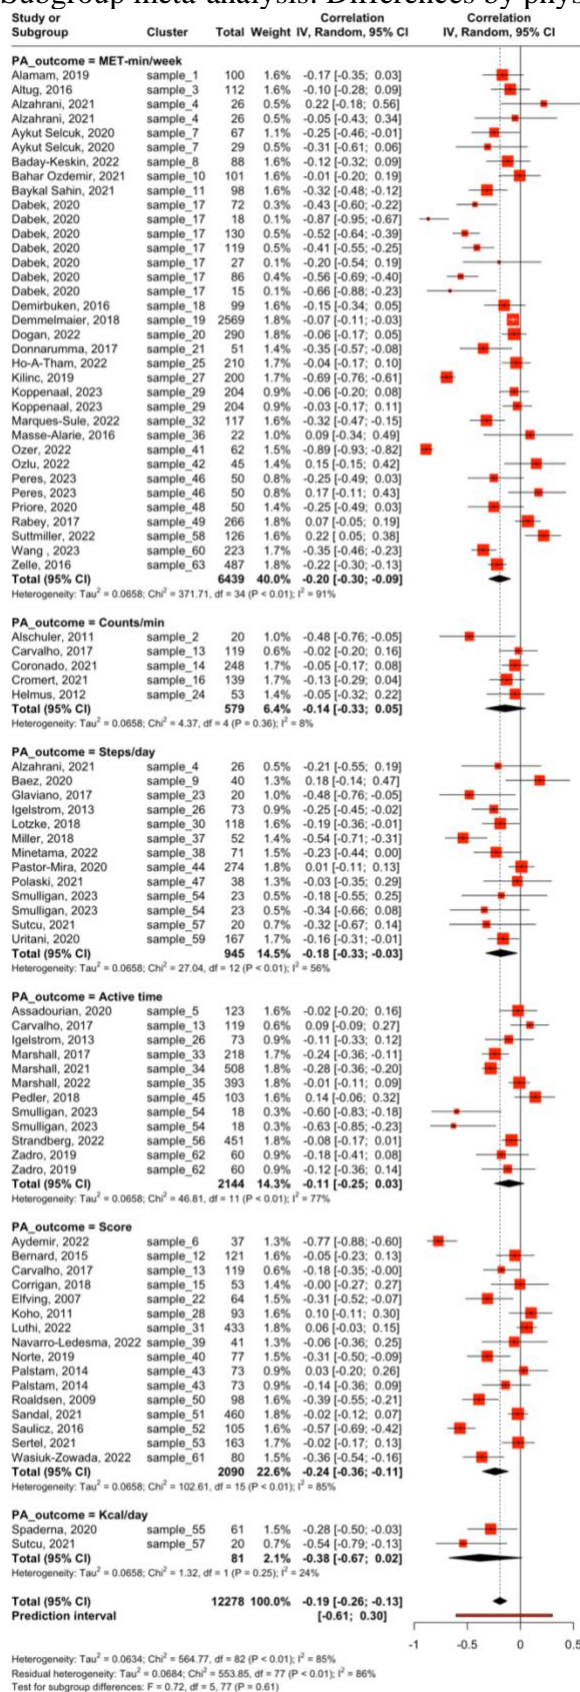 Subgroup meta-analysis. Differences by phys
Study or Correlation Correlation
Subgroup Cluster Total Weight IV, Random, 95% CI IV, Random, 95% CI
PA_outcome = MET-min/week
Alamam, 2019 sample_1 100 1.6% -0.17 [-0.35; 0.03]
Altug, 2016 sample_3 112 1.6% -0.10 [-0.28; 0.09]
Alzahrani, 2021 sample_4 26 0.5% 0.22 [-0.18; 0.56]
Alzahrani, 2021 sample_4 26 0.5% -0.05 [-0.43; 0.34]
Aykut Selcuk, 2020 sample_7 67 0.8% -0.25 [-0.46; -0.01]
Aykut Selcuk, 2020 sample_7 29 0.5% -0.31 [-0.61; 0.06]
Baday-Keskin, 2022 sample_8 88 1.6% -0.12 [-0.32; 0.09]
Bahar Ozdemir, 2021 sample_10 101 1.6% -0.01 [-0.20; 0.19]
Baykal Sahin, 2021 sample_11 98 1.6% -0.32 [-0.48; -0.12]
Dabek, 2020 sample_17 72 0.3% -0.43 [-0.60; -0.22]
Dabek, 2020 sample_17 18 0.1% -0.87 [-0.95; -0.67]
Dabek, 2020 sample_17 130 0.5% -0.52 [-0.64; -0.39]
Dabek, 2020 sample_17 119 0.5% -0.41 [-0.55; -0.25]
Dabek, 2020 sample_17 27 0.1% -0.20 [-0.54; 0.19]
Dabek, 2020 sample_17 86 0.4% -0.56 [-0.69; -0.40]
Dabek, 2020 sample_17 15 0.1% -0.66 [-0.88; -0.23]
Demirbuken, 2016 sample_18 99 1.6% -0.15 [-0.34; 0.05]
Demmelmaier, 2018 sample_19 2569 1.8% -0.07 [-0.11; -0.03]
Dogan, 2022 sample_20 290 1.8% -0.06 [-0.17; 0.05]
Donnarumma, 2017 sample_21 51 1.4% -0.35 [-0.57; -0.08]
Ho-A-Tham, 2022 sample_25 210 1.7% -0.04 [-0.17; 0.10]
Kilinc, 2019 sample_27 200 1.7% -0.69 [-0.76; -0.61]
Koppenaal, 2023 sample_29 204 0.9% -0.06 [-0.20; 0.08]
Koppenaal, 2023 sample_29 204 0.9% -0.03 [-0.17; 0.11]
Marques-Sule, 2022 sample_32 117 1.6% -0.32 [-0.47; -0.15]
Masse-Alarie, 2016 sample_36 22 1.1% 0.09 [-0.34; 0.49]
Ozer, 2022 sample_41 62 1.5% -0.89 [-0.93; -0.82]
Ozlu, 2022 sample_42 45 1.4% 0.15 [-0.15; 0.42]
Peres, 2023 sample_46 50 0.8% -0.25 [-0.49; 0.03]
Peres, 2023 sample_46 50 0.8% 0.17 [-0.11; 0.43]
Priore, 2020 sample_48 50 1.4% -0.25 [-0.49; 0.03]
Rabey, 2017 sample_49 266 1.8% 0.07 [-0.05; 0.19]
Suttmiller, 2022 sample_58 126 1.6% 0.22 [ 0.05; 0.38]
Wang , 2023 sample_60 223 1.7% -0.35 [-0.46; -0.23]
Zelle, 2016 sample_63 487 1.8% -0.22 [-0.30; -0.13]
Total (95% CI) 6439 40.0% -0.20 [-0.30; -0.09]
Heterogeneity: Tau² = 0.0658; Chi² = 371.71, df = 34 (P < 0.01); I² = 91%
PA_outcome = Counts/min
Alschuler, 2011 sample_2 20 1.0% -0.48 [-0.76; -0.05]
Carvalho, 2017 sample_13 119 0.6% -0.02 [-0.20; 0.16]
Coronado, 2021 sample_14 248 1.7% -0.05 [-0.17; 0.08]
Cromert, 2021 sample_16 139 1.7% -0.13 [-0.29; 0.04]
Helmus, 2012 sample_24 53 1.4% -0.05 [-0.32; 0.22]
Total (95% CI) 579 6.4% -0.14 [-0.33; 0.05]
Heterogeneity: Tau² = 0.0658; Chi² = 4.37, df = 4 (P = 0.36); I² = 8%
PA_outcome = Steps/day
Alzahrani, 2021 sample_4 26 0.5% -0.21 [-0.55; 0.19]
Baez, 2020 sample_9 40 1.3% 0.18 [-0.14; 0.47]
Glaviano, 2017 sample_23 20 1.0% -0.48 [-0.76; -0.05]
Igelstrom, 2013 sample_26 73 0.9% -0.25 [-0.45; -0.02]
Lotzke, 2018 sample_30 118 1.6% -0.19 [-0.36; -0.01]
Miller, 2018 sample_37 52 1.4% -0.54 [-0.71; -0.31]
Minetama, 2022 sample_38 71 1.5% -0.23 [-0.44; 0.00]
Pastor-Mira, 2020 sample_44 274 1.8% 0.01 [-0.11; 0.13]
Polaski, 2021 sample_47 38 1.3% -0.03 [-0.35; 0.29]
Smulligan, 2023 sample_54 23 0.5% -0.18 [-0.55; 0.25]
Smulligan, 2023 sample_54 23 0.5% -0.34 [-0.66; 0.08]
Sutcu, 2021 sample_57 20 0.5% -0.32 [-0.67; 0.14]
Uritani, 2020 sample_59 167 1.7% -0.16 [-0.31; -0.01]
Total (95% CI) 945 14.5% -0.18 [-0.33; -0.03]
Heterogeneity: Tau² = 0.0658; Chi² = 27.04, df = 12 (P < 0.01); I² = 56%
PA_outcome = Active time
Assadourian, 2020 sample_5 123 1.6% -0.02 [-0.20; 0.16]
Carvalho, 2017 sample_13 119 0.6% 0.09 [-0.09; 0.27]
Igelstrom, 2013 sample_26 73 0.9% -0.11 [-0.33; 0.12]
Marshall, 2017 sample_33 218 1.7% -0.24 [-0.36; -0.11]
Marshall, 2021 sample_34 508 1.8% -0.28 [-0.36; -0.20]
Marshall, 2022 sample_35 393 1.8% -0.01 [-0.11; 0.09]
Pedler, 2018 sample_45 103 1.6% 0.14 [-0.06; 0.32]
Smulligan, 2023 sample_54 18 0.4% -0.60 [-0.83; -0.18]
Smulligan, 2023 sample_54 18 0.4% -0.63 [-0.85; -0.23]
Strandberg, 2022 sample_56 451 1.8% -0.08 [-0.17; 0.01]
Zadro, 2019 sample_62 60 0.9% -0.18 [-0.41; 0.08]
Zadro, 2019 sample_62 60 0.9% -0.12 [-0.36; 0.14]
Total (95% CI) 2144 14.3% -0.11 [-0.25; 0.03]
Heterogeneity: Tau² = 0.0658; Chi² = 46.81, df = 11 (P < 0.01); I² = 77%
PA_outcome = Score
Aydemir, 2022 sample_6 37 1.3% -0.77 [-0.88; -0.60]
Bernard, 2015 sample_12 121 1.6% -0.05 [-0.23; 0.13]
Carvalho, 2017 sample_13 119 0.6% -0.18 [-0.35; -0.00]
Corrigan, 2018 sample_15 53 1.4% -0.00 [-0.27; 0.27]
Elfving, 2007 sample_22 64 1.5% -0.31 [-0.52; -0.07]
Koho, 2011 sample_28 93 1.6% 0.10 [-0.11; 0.30]
Luthi, 2022 sample_31 433 1.8% 0.06 [-0.03; 0.15]
Navarro-Ledesma, 2022 sample_39 41 1.4% -0.06 [-0.36; 0.25]
Norte, 2019 sample_40 77 1.5% -0.31 [-0.50; -0.09]
Palstam, 2014 sample_43 73 0.9% 0.03 [-0.20; 0.26]
Palstam, 2014 sample_43 73 0.9% -0.14 [-0.36; 0.09]
Roaldsen, 2009 sample_50 98 1.6% -0.39 [-0.55; -0.21]
Sandal, 2021 sample_51 460 1.8% -0.02 [-0.12; 0.07]
Saulicz, 2016 sample_52 105 1.6% -0.57 [-0.69; -0.42]
Sertel, 2021 sample_53 163 1.7% -0.02 [-0.17; 0.13]
Wasiuk-Zowada, 2022 sample_61 80 1.6% -0.36 [-0.54; -0.16]
Total (95% CI) 2090 22.6% -0.24 [-0.36; -0.11]
Heterogeneity: Tau² = 0.0658; Chi² = 102.61, df = 15 (P < 0.01); I² = 85%
PA_outcome = Kcal/day
Spaderna, 2020 sample_55 61 1.5% -0.28 [-0.50; -0.03]
Sutcu, 2021 sample_57 20 0.5% -0.54 [-0.79; -0.13]
Total (95% CI) 81 2.1% -0.38 [-0.67; 0.02]
Heterogeneity: Tau² = 0.0658; Chi² = 1.32, df = 1 (P = 0.25); I² = 24%
Total (95% CI) 12278 100.0% -0.19 [-0.26; -0.13]
Prediction interval [-0.61; 0.30]
-1 -0.5 0 0.5
Heterogeneity: Tau² = 0.0634; Chi² = 564.77, df = 82 (P < 0.01); I² = 85%
Residual heterogeneity: Tau² = 0.0684; Chi² = 553.85, df = 77 (P < 0.01); I² = 86%
Test for subgroup differences: F = 0.72, df = 5, 77 (P = 0.61)